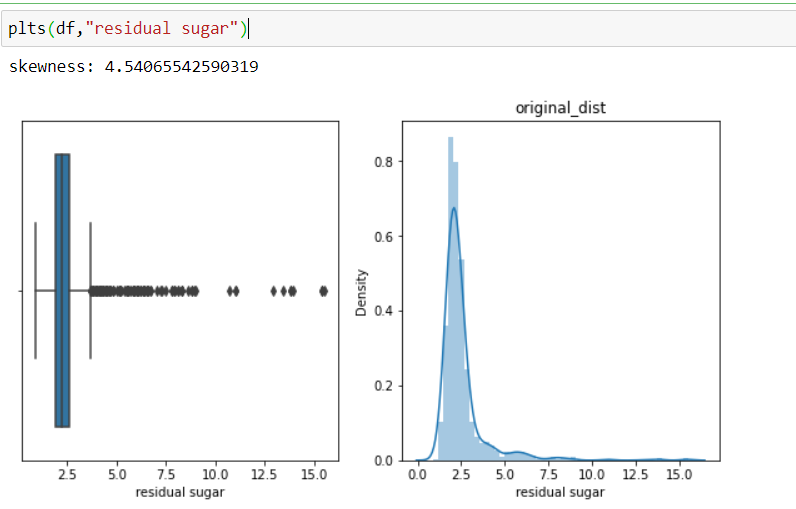 plts(df,"residual sugar")
skewness: 4.54065542590319
2.5 5.0 7.5 10.0 12.5 15.0
residual sugar
original_dist
Density
0.8
0.6
0.4
0.2
0.0
0.0 2.5 5.0 7.5 10.0 12.5 15.0
residual sugar